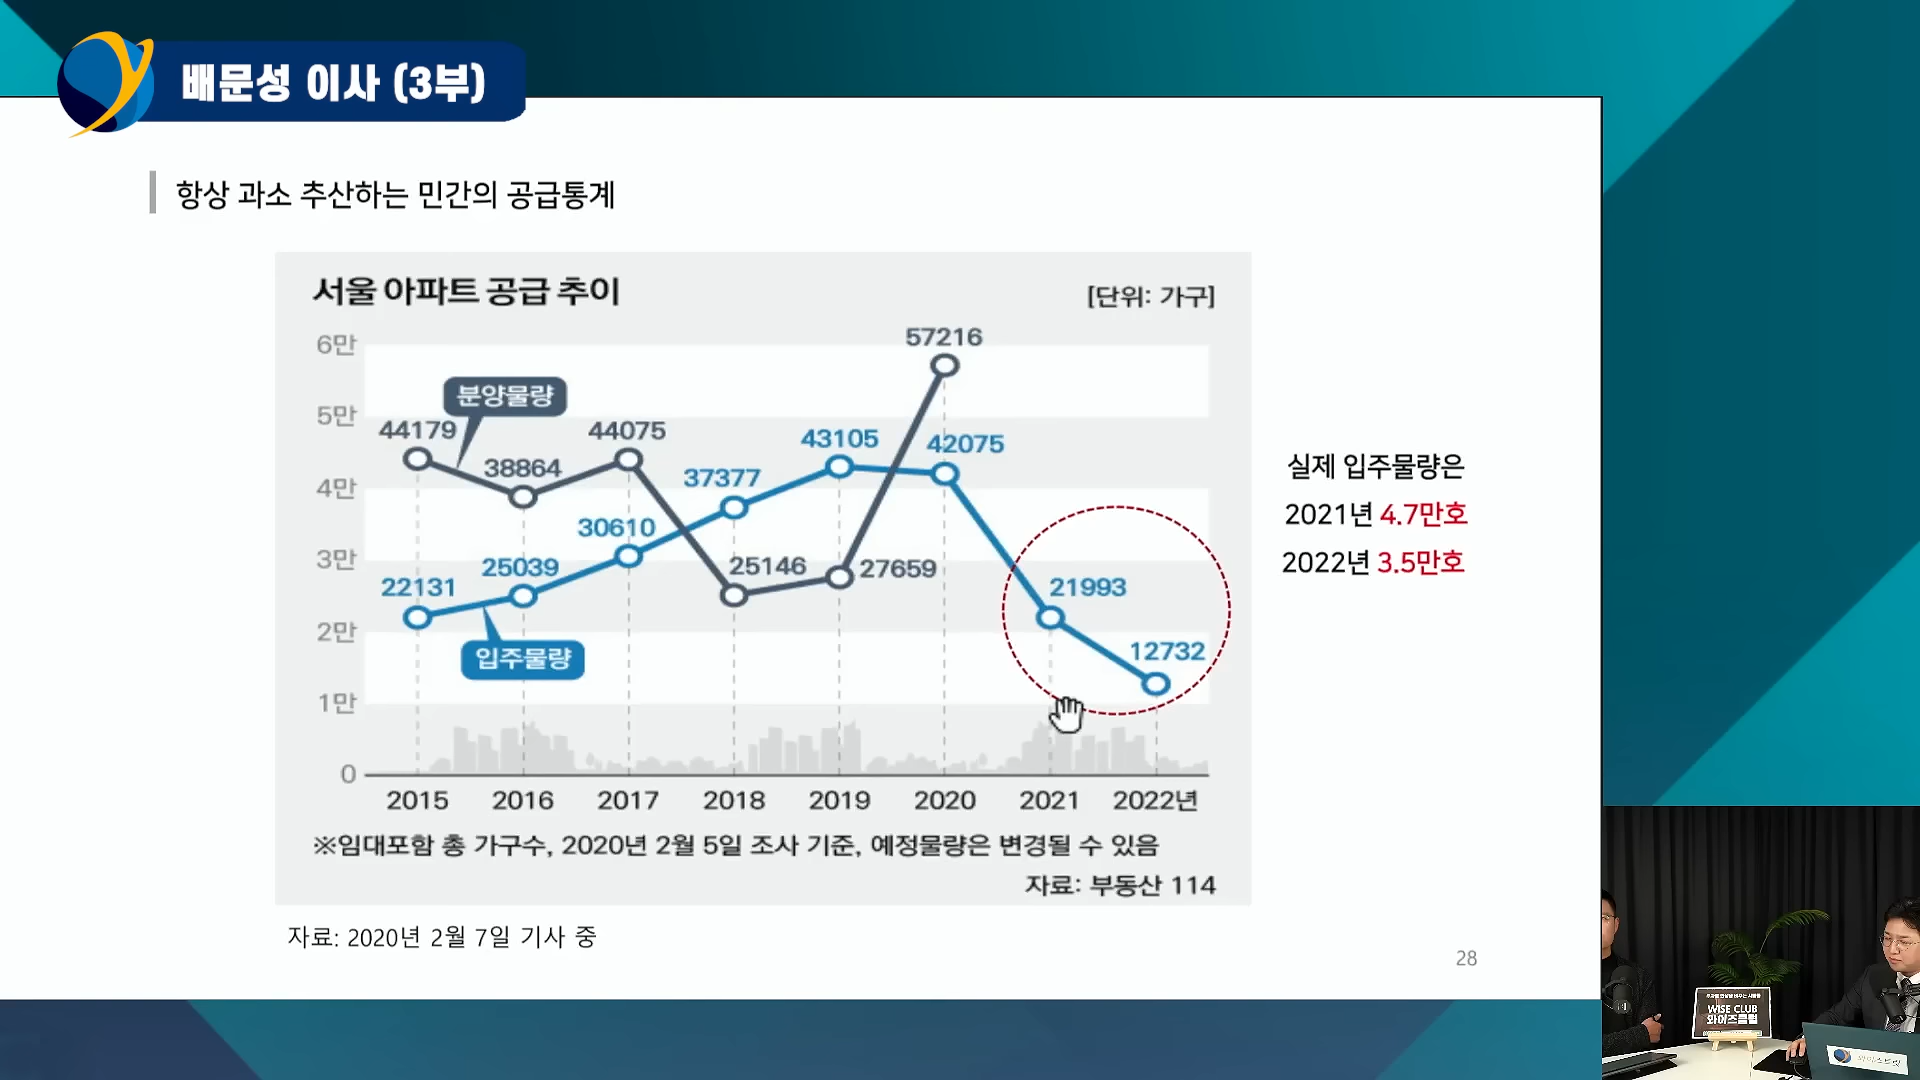 배문성 이사 (3부)
항상 과소 추산하는 민간의 공급통계
서울 아파트 공급 추이
[단위: 가구]
6만
5만
4만
3만
2만
1만
0
분양물량
44179
38864
44075
25146
27659
57216
입주물량
22131
25039
30610
37377
43105
42075
21993
12732
2015 2016 2017 2018 2019 2020 2021 2022년
※임대포함 총 가구수, 2020년 2월 5일 조사 기준, 예정물량은 변경될 수 있음
자료: 부동산 114
자료: 2020년 2월 7일 기사 중
실제 입주물량은
2021년 4.7만호
2022년 3.5만호
28
WISE CLUB
와이즈클럽